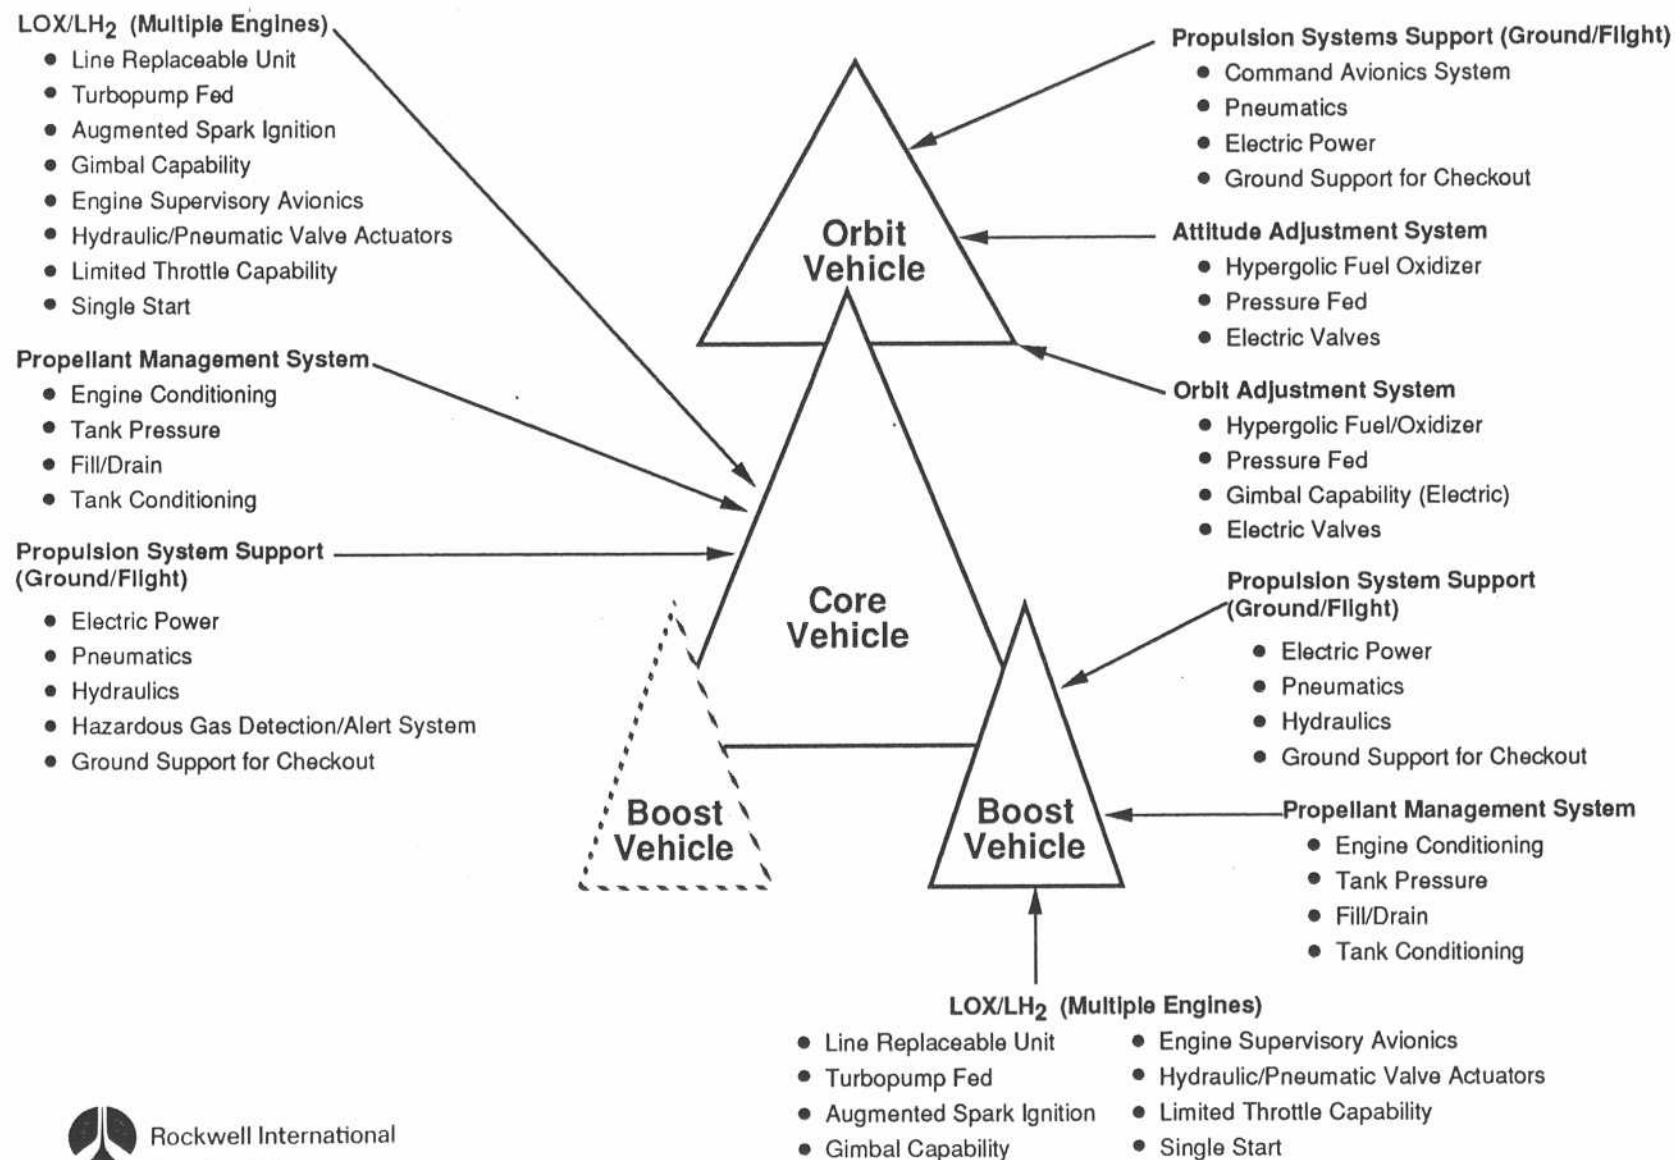 LOX/LH2 (Multiple Engines)
• Line Replaceable Unit
• Turbopump Fed
• Augmented Spark Ignition
• Gimbal Capability
• Engine Supervisory Avionics
• Hydraulic/Pneumatic Valve Actuators
• Limited Throttle Capability
• Single Start
Propellant Management System
• Engine Conditioning
• Tank Pressure
• Fill/Drain
• Tank Conditioning
Propulsion System Support
(Ground/Flight)
• Electric Power
• Pneumatics
• Hydraulics
• Hazardous Gas Detection/Alert System
• Ground Support for Checkout
Orbit
Vehicle
Core
Vehicle
Boost
Vehicle
Boost
Vehicle
Propulsion Systems Support (Ground/Flight)
• Command Avionics System
• Pneumatics
• Electric Power
• Ground Support for Checkout
Attitude Adjustment System
• Hypergolic Fuel Oxidizer
• Pressure Fed
• Electric Valves
Orbit Adjustment System
• Hypergolic Fuel/Oxidizer
• Pressure Fed
• Gimbal Capability (Electric)
• Electric Valves
Propulsion System Support
(Ground/Flight)
• Electric Power
• Pneumatics
• Hydraulics
• Ground Support for Checkout
Propellant Management System
• Engine Conditioning
• Tank Pressure
• Fill/Drain
• Tank Conditioning
LOX/LH2 (Multiple Engines)
• Line Replaceable Unit
• Turbopump Fed
• Augmented Spark Ignition
• Gimbal Capability
• Engine Supervisory Avionics
• Hydraulic/Pneumatic Valve Actuators
• Limited Throttle Capability
• Single Start
Rockwell International